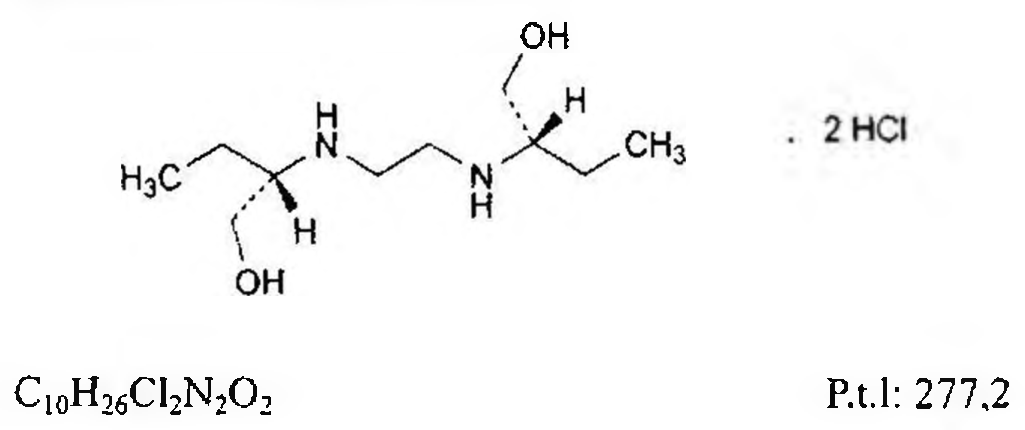 OH
H
H
N
CH₃
. 2 HCl
H₃C
N
H
H
OH
C₁₀H₂₆Cl₂N₂O₂ P.t.l: 277,2